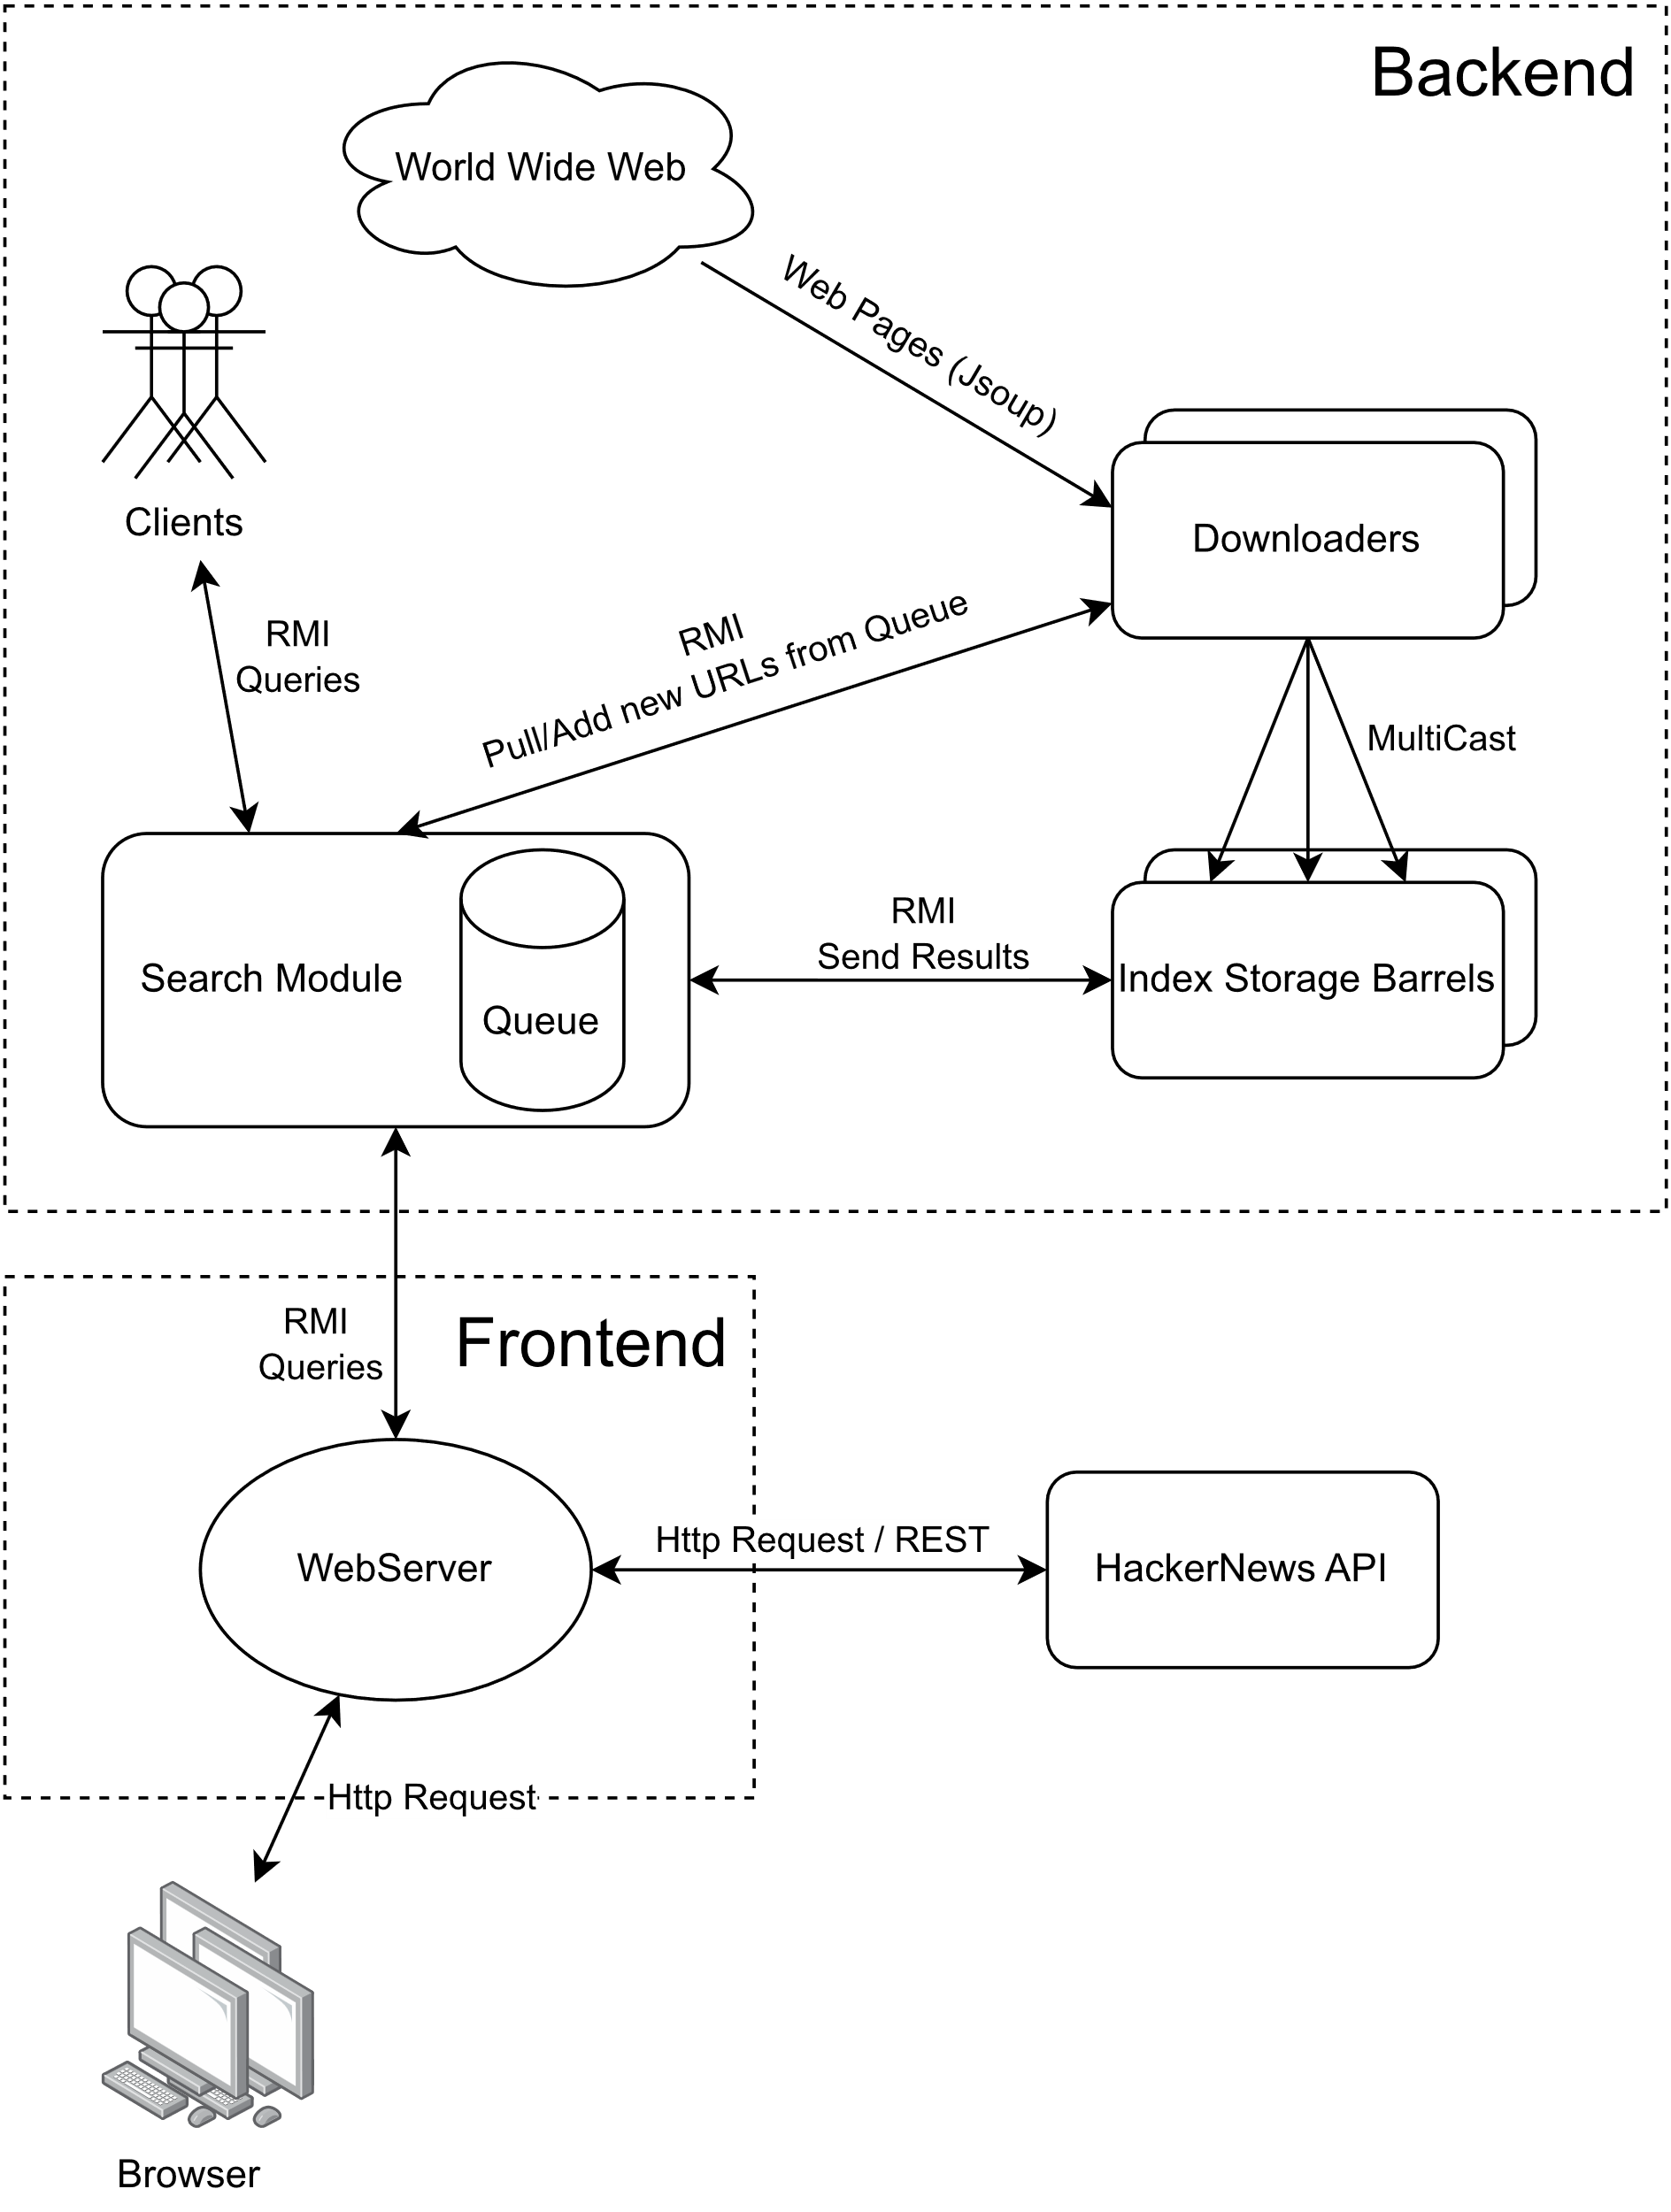 Backend
World Wide Web
Web Pages (Jsoup)
Clients
Downloaders
RMI
Queries
RMI
Pull/Add new URLs from Queue
MultiCast
RMI
Send Results
Search Module
Queue
Index Storage Barrels
RMI
Queries
Frontend
WebServer
Http Request / REST
HackerNews API
Http Request
Browser